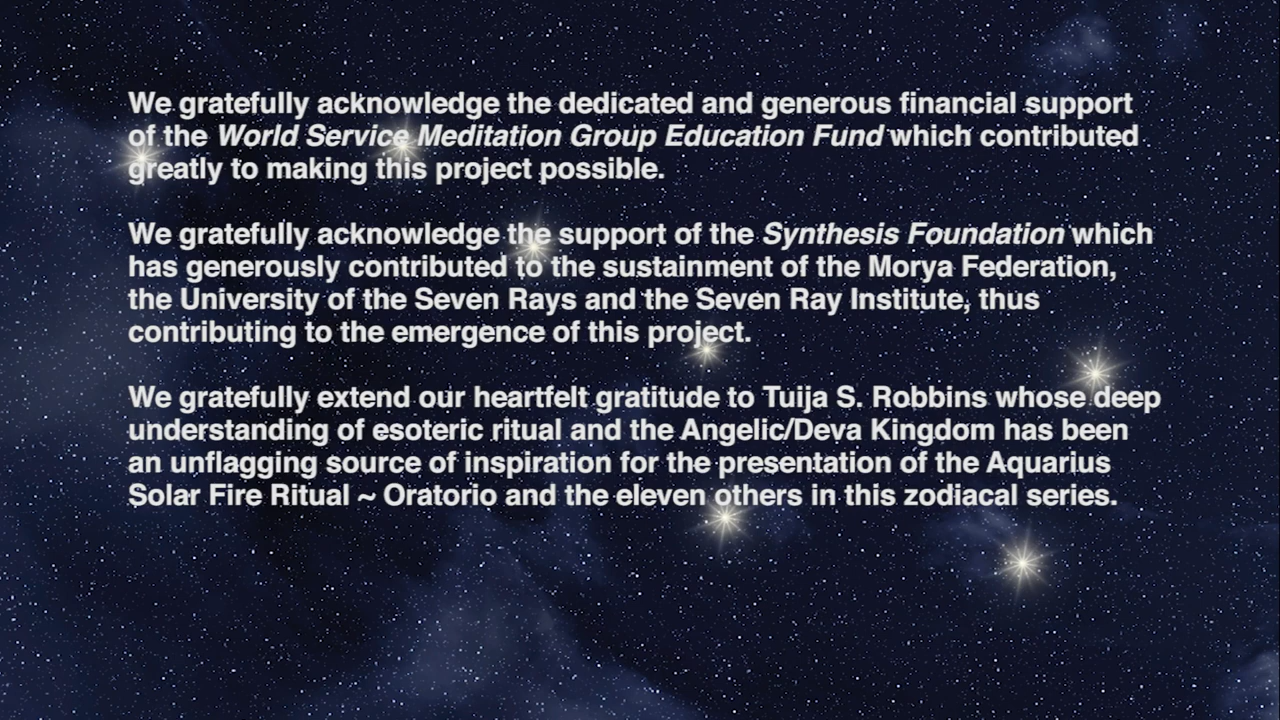 We gratefully acknowledge the dedicated and generous financial support
of the World Service Meditation Group Education Fund which contributed
greatly to making this project possible.
We gratefully acknowledge the support of the Synthesis Foundation which
has generously contributed to the sustainment of the Morya Federation,
the University of the Seven Rays and the Seven Ray Institute, thus
contributing to the emergence of this project.
We gratefully extend our heartfelt gratitude to Tuija S. Robbins whose deep
understanding of esoteric ritual and the Angelic/Deva Kingdom has been
an unflagging source of inspiration for the presentation of the Aquarius
Solar Fire Ritual ~ Oratorio and the eleven others in this zodiacal series.